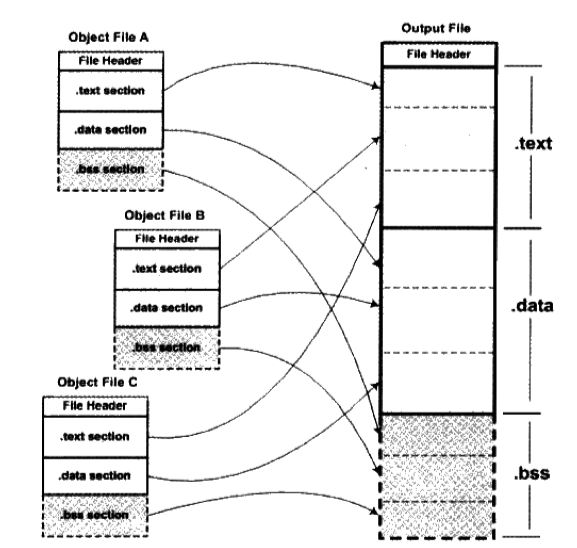 Object File A
File Header
.text section
.data section
.bss section
Object File B
File Header
.text section
.data section
.bss section
Object File C
File Header
.text section
.data section
.bss section
Output File
File Header
.text
.data
.bss